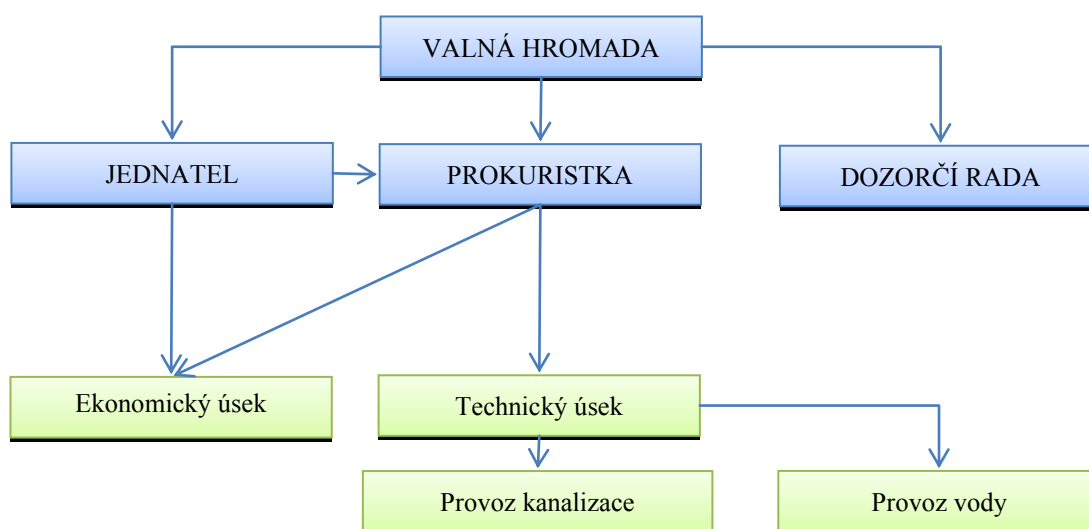 VALNÁ HROMADA
JEDNATEL
PROKURISTKA
DOZORČÍ RADA
Ekonomický úsek
Technický úsek
Provoz kanalizace
Provoz vody